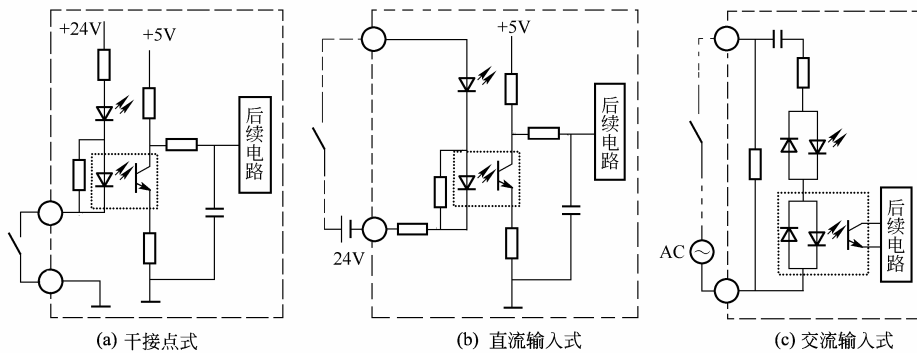 +24V
+5V
后续电路
(a) 干接点式
+5V
后续电路
24V
(b) 直流输入式
AC
后续电路
(c) 交流输入式